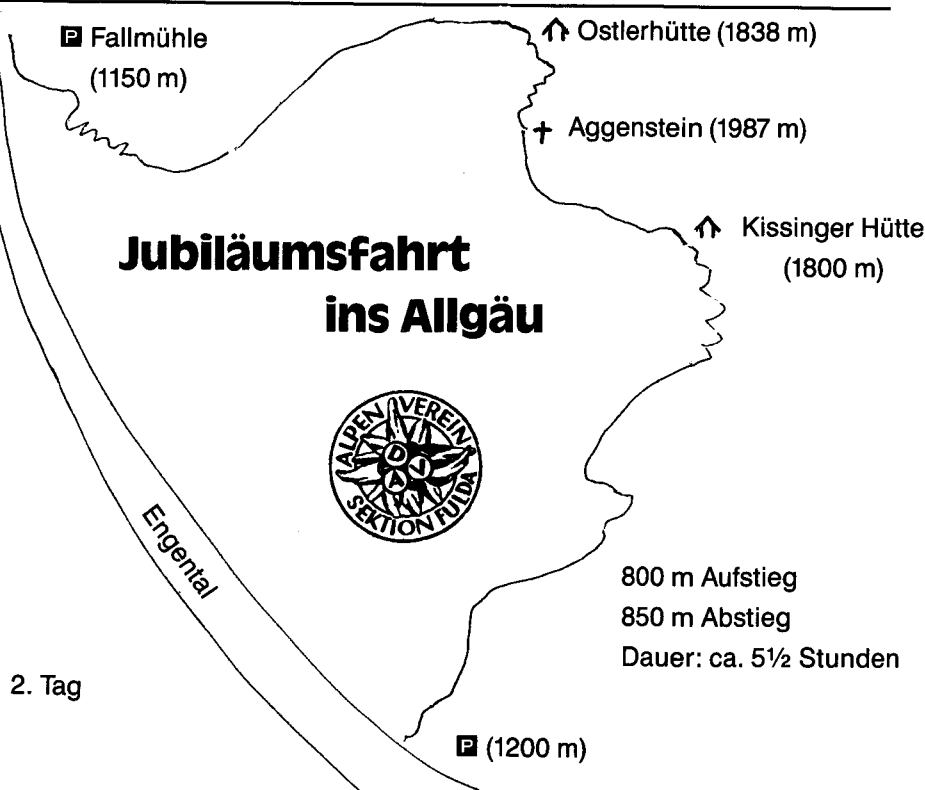 P Fallmühle
(1150 m)
Ostlerhütte (1838 m)
Aggenstein (1987 m)
Kissinger Hütte
(1800 m)
Jubiläumsfahrt
ins Allgäu
ALPENVEREIN
DAV
SEKTION FULDA
Engental
800 m Aufstieg
850 m Abstieg
Dauer: ca. 5½ Stunden
2. Tag
P (1200 m)